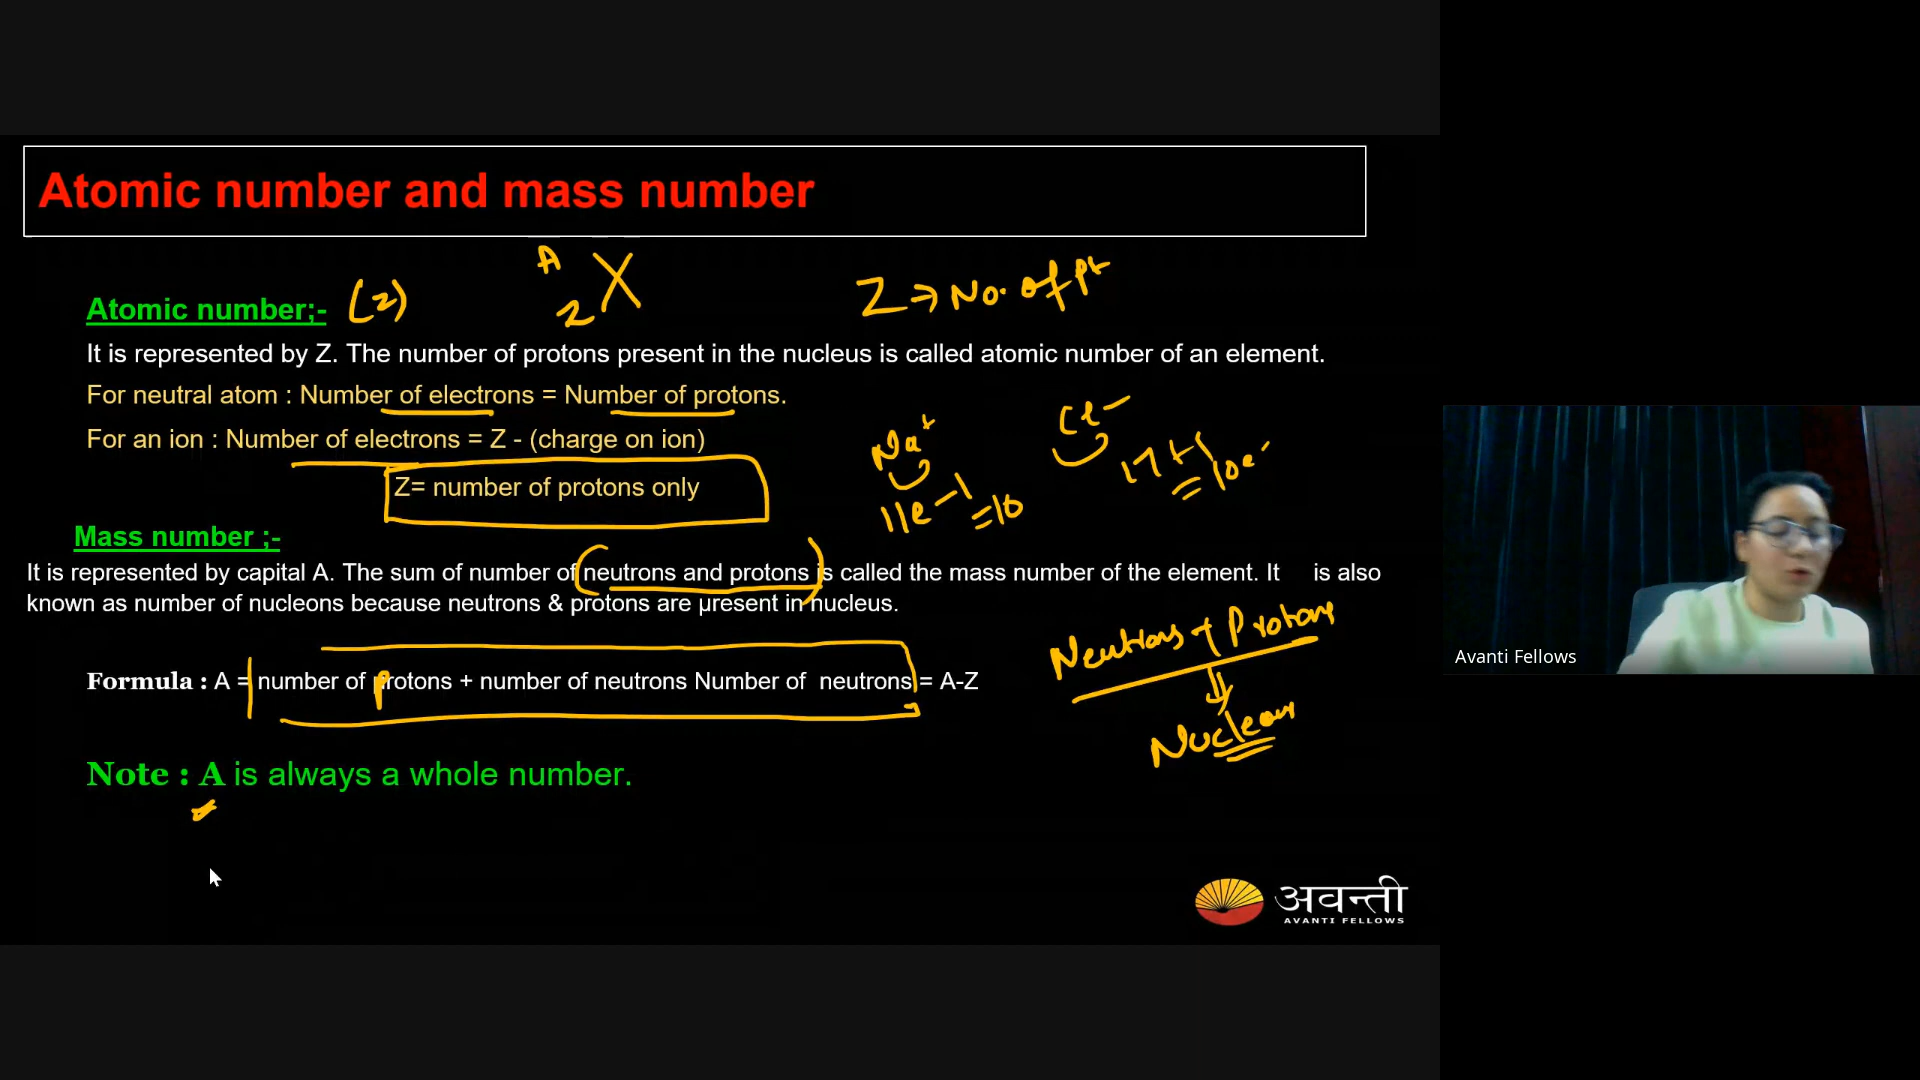 Atomic number and mass number
A
Z X
Z ⇒ No. of p+
Atomic number;- (Z)
It is represented by Z. The number of protons present in the nucleus is called atomic number of an element.
For neutral atom : Number of electrons = Number of protons.
Cl-
For an ion : Number of electrons = Z - (charge on ion)
Na+
17 + 1
= 10e-
Z= number of protons only
11e - 1
= 10
Mass number ;-
It is represented by capital A. The sum of number of neutrons and protons is called the mass number of the element. It is also
known as number of nucleons because neutrons & protons are present in nucleus.
Neutrons + Protons
Formula : A = number of protons + number of neutrons Number of neutrons = A-Z
Avanti Fellows
Note : A is always a whole number.
अवन्ती
AVANTI FELLOWS